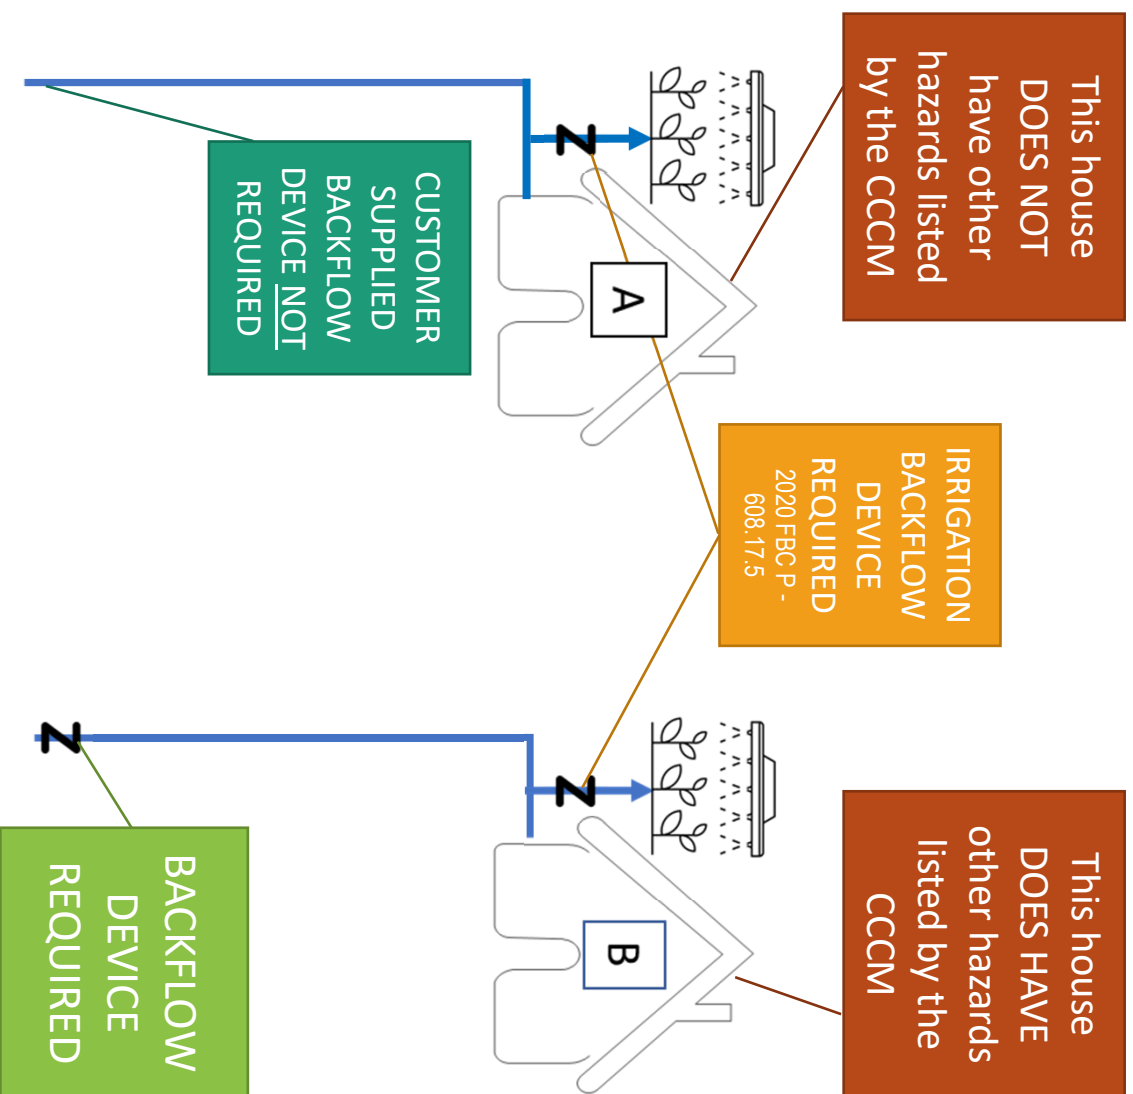 This house
DOES NOT
have other
hazards listed
by the CCCM
This house
DOES HAVE
other hazards
listed by the
CCCM
IRRIGATION
BACKFLOW
DEVICE
REQUIRED
2020 FBC P -
608.17.5
A
B
Z
Z
CUSTOMER
SUPPLIED
BACKFLOW
DEVICE NOT
REQUIRED
Z
BACKFLOW
DEVICE
REQUIRED